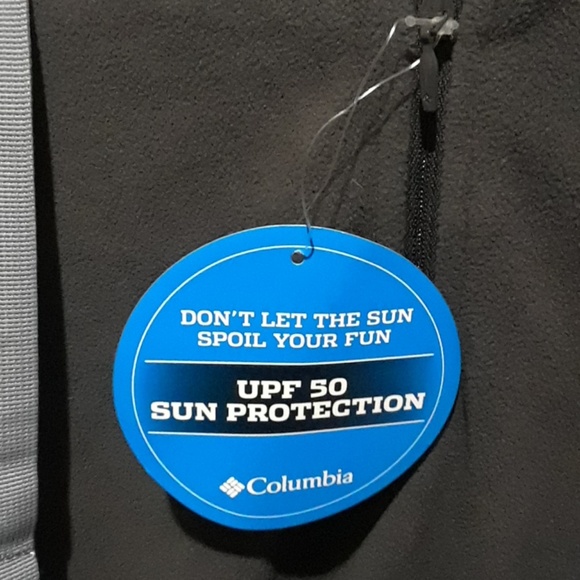 DON'T LET THE SUN
SPOIL YOUR FUN
UPF 50
SUN PROTECTION
Columbia